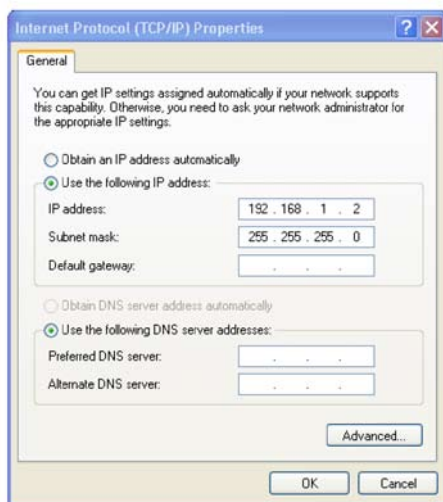 Internet Protocol (TCP/IP) Properties
General
You can get IP settings assigned automatically if your network supports
this capability. Otherwise, you need to ask your network administrator for
the appropriate IP settings.
Obtain an IP address automatically
Use the following IP address:
IP address: 192 . 168 . 1 . 2
Subnet mask: 255 . 255 . 255 . 0
Default gateway: . . .
Obtain DNS server address automatically
Use the following DNS server addresses:
Preferred DNS server: . . .
Alternate DNS server: . . .
Advanced...
OK Cancel